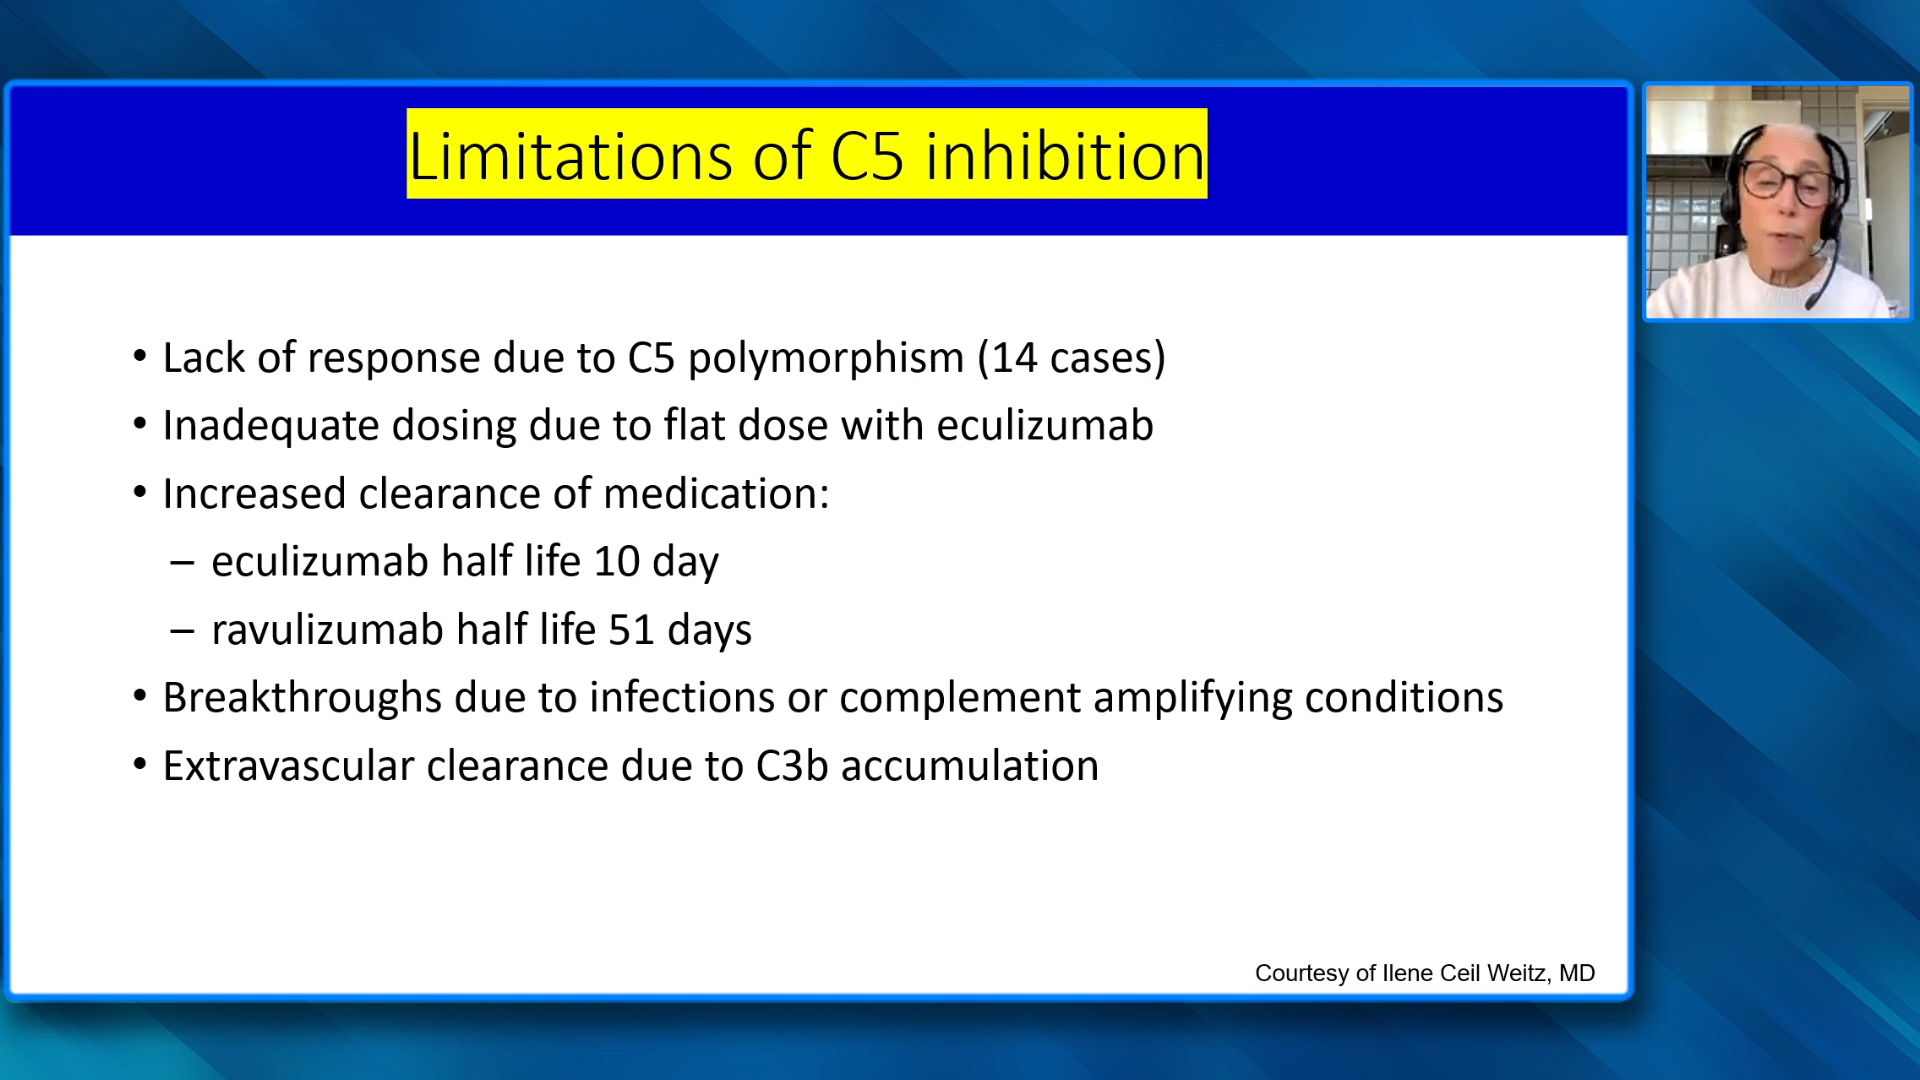 Limitations of C5 inhibition
• Lack of response due to C5 polymorphism (14 cases)
• Inadequate dosing due to flat dose with eculizumab
• Increased clearance of medication:
– eculizumab half life 10 day
– ravulizumab half life 51 days
• Breakthroughs due to infections or complement amplifying conditions
• Extravascular clearance due to C3b accumulation
Courtesy of Ilene Ceil Weitz, MD